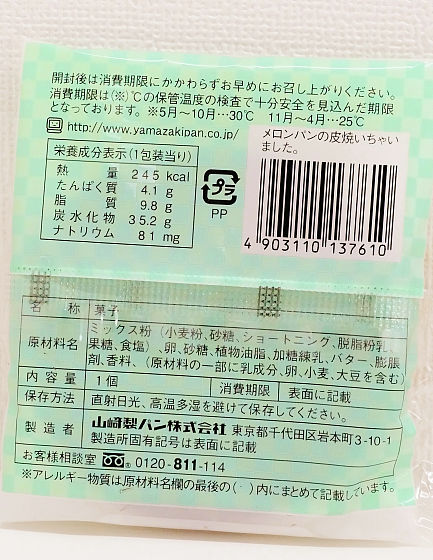 開封後は消費期限にかかわらずお早めにお召し上がりください。
消費期限は(※)℃の保管温度の検査で十分安全を見込んだ期限
となっております。※5月〜10月…30℃ 11月〜4月…25℃
http://www.yamazakipan.co.jp/
メロンパンの皮焼いちゃい
ました。
栄養成分表示(1包装当り)
熱量 245 kcal
たんぱく質 4.1 g
脂質 9.8 g
炭水化物 35.2 g
ナトリウム 81 mg
プラ
PP
4 903110 137610
名称 菓子
原材料名 ミックス粉(小麦粉、砂糖、ショートニング、脱脂粉乳、
果糖、食塩)、卵、砂糖、植物油脂、加糖練乳、バター、膨脹
剤、香料、(原材料の一部に乳成分、卵、小麦、大豆を含む)
内容量 1個 消費期限 表面に記載
保存方法 直射日光、高温多湿を避けて保存してください。
製造者 山崎製パン株式会社 東京都千代田区岩本町3-10-1
製造所固有記号は表面に記載
お客様相談室 0120-811-114
※アレルギー物質は原材料名欄の最後の( )内にまとめて記載しています。